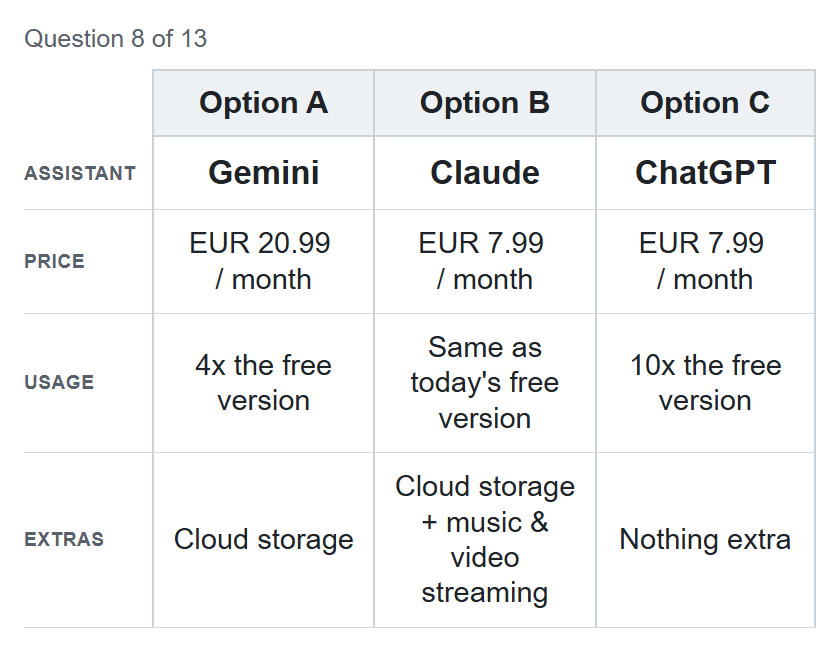 Question 8 of 13
Option A Option B Option C
ASSISTANT Gemini Claude ChatGPT
PRICE EUR 20.99 / month EUR 7.99 / month EUR 7.99 / month
USAGE 4x the free version Same as today's free version 10x the free version
EXTRAS Cloud storage Cloud storage + music & video streaming Nothing extra